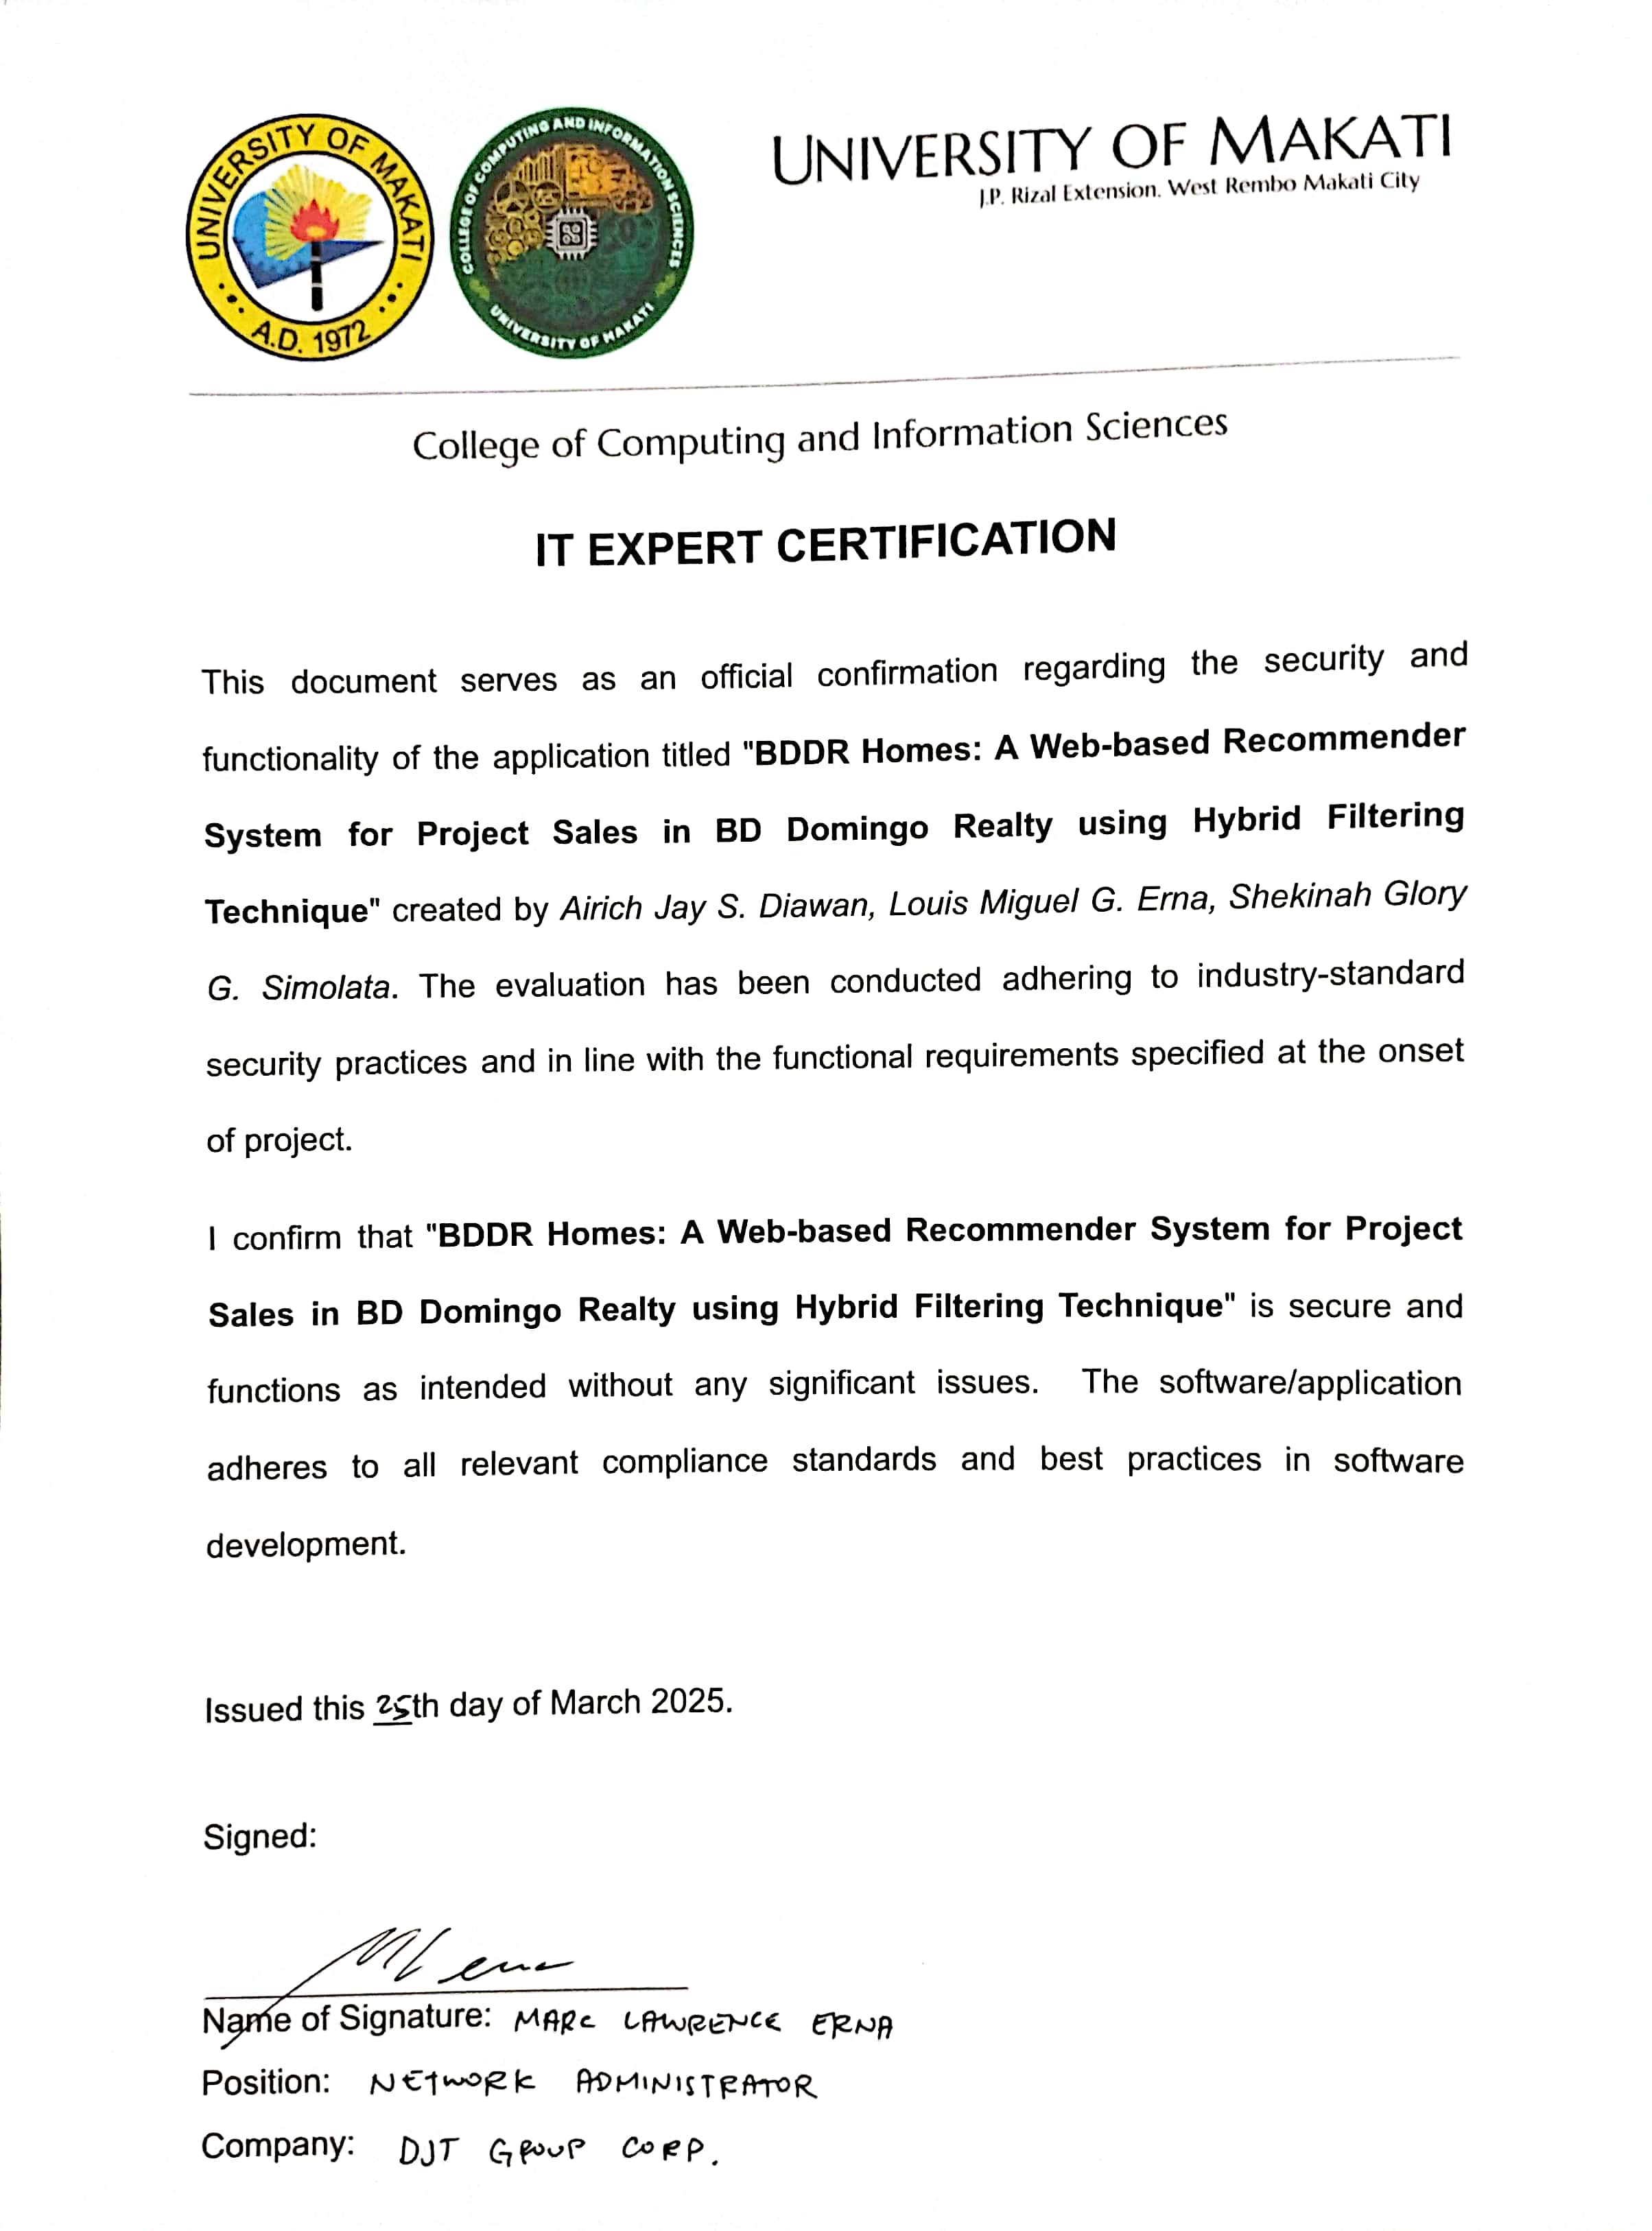 UNIVERSITY OF MAKATI
A.D. 1972
COLLEGE OF COMPUTING AND INFORMATION SCIENCES
UNIVERSITY OF MAKATI
UNIVERSITY OF MAKATI
J.P. Rizal Extension. West Rembo Makati City
College of Computing and Information Sciences
IT EXPERT CERTIFICATION
This document serves as an official confirmation regarding the security and
functionality of the application titled "BDDR Homes: A Web-based Recommender
System for Project Sales in BD Domingo Realty using Hybrid Filtering
Technique" created by Airich Jay S. Diawan, Louis Miguel G. Erna, Shekinah Glory
G. Simolata. The evaluation has been conducted adhering to industry-standard
security practices and in line with the functional requirements specified at the onset
of project.
I confirm that "BDDR Homes: A Web-based Recommender System for Project
Sales in BD Domingo Realty using Hybrid Filtering Technique" is secure and
functions as intended without any significant issues. The software/application
adheres to all relevant compliance standards and best practices in software
development.
Issued this 25th day of March 2025.
Signed:
Name of Signature: MARC LAWRENCE ERNA
Position: NETWORK ADMINISTRATOR
Company: DJT GROUP CORP.